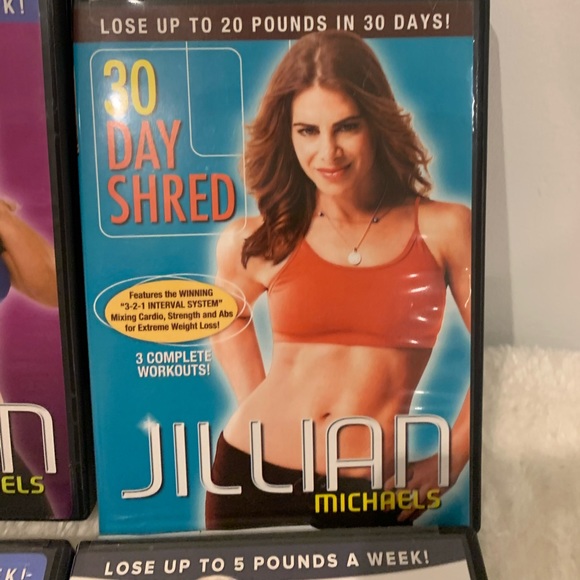 K!
LOSE UP TO 20 POUNDS IN 30 DAYS!
30
DAY
SHRED
Features the WINNING
"3-2-1 INTERVAL SYSTEM"
Mixing Cardio, Strength and Abs
for Extreme Weight Loss!
3 COMPLETE
WORKOUTS!
JILLIAN
MICHAELS
N
ELS
K!
LOSE UP TO 5 POUNDS A WEEK!